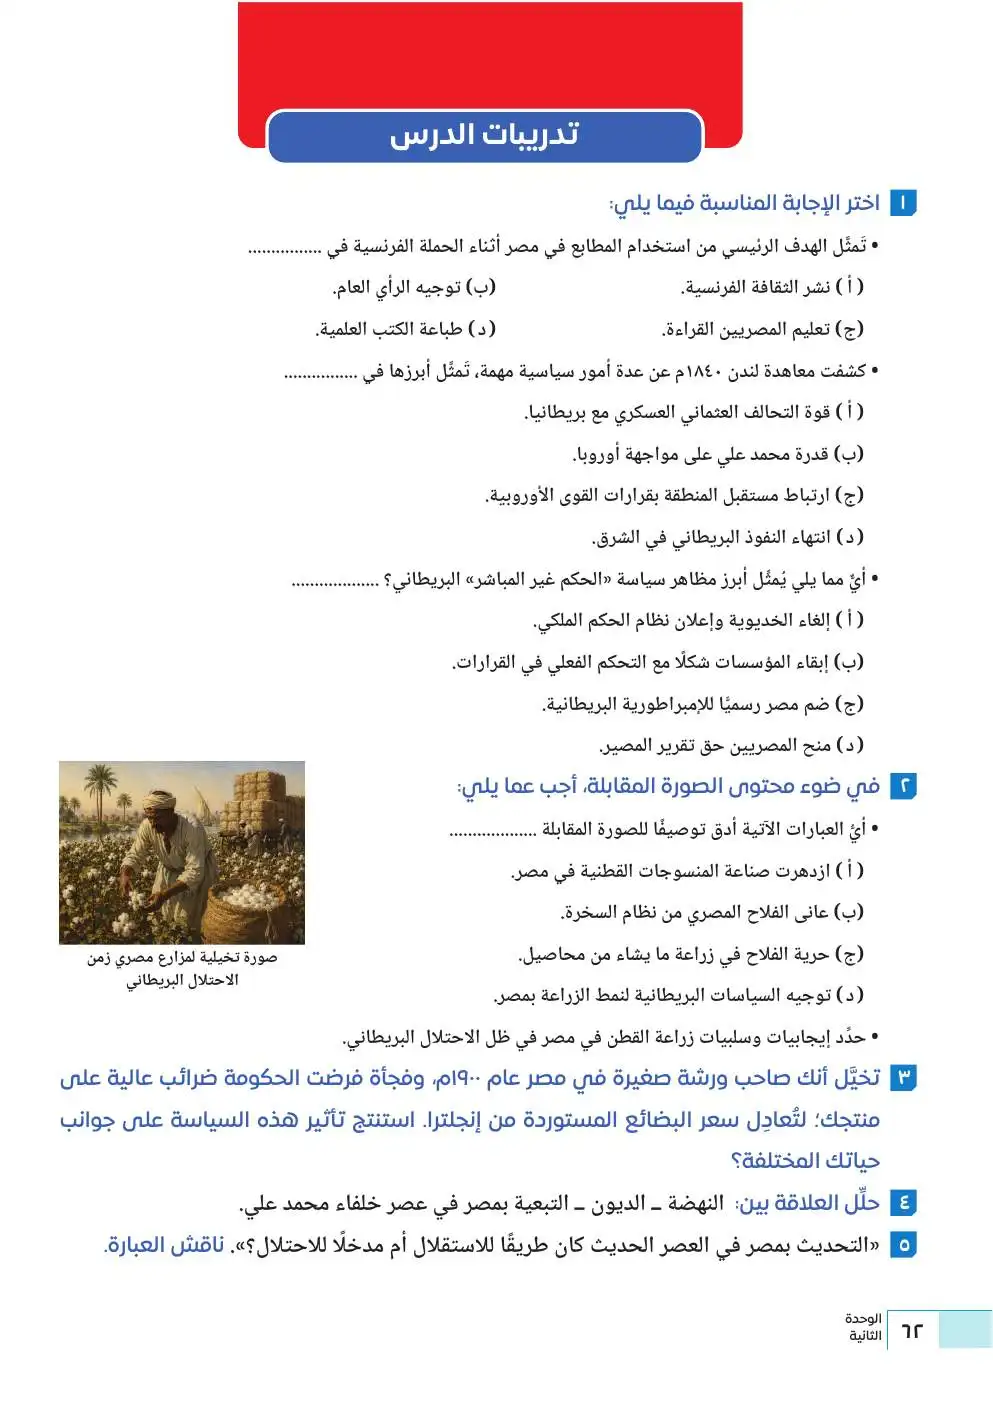 تدريبات الدرس
١ اختر الإجابة المناسبة فيما يلي:
• تَمثَّل الهدف الرئيسي من استخدام المطابع في مصر أثناء الحملة الفرنسية في ................
( أ ) نشر الثقافة الفرنسية. (ب) توجيه الرأي العام.
(ج) تعليم المصريين القراءة. (د) طباعة الكتب العلمية.
• كشفت معاهدة لندن ١٨٤٠م عن عدة أمور سياسية مهمة، تَمثَّل أبرزها في ................
( أ ) قوة التحالف العثماني العسكري مع بريطانيا.
(ب) قدرة محمد علي على مواجهة أوروبا.
(ج) ارتباط مستقبل المنطقة بقرارات القوى الأوروبية.
(د) انتهاء النفوذ البريطاني في الشرق.
• أيٌّ مما يلي يُمثِّل أبرز مظاهر سياسة «الحكم غير المباشر» البريطاني؟ ...................
( أ ) إلغاء الخديوية وإعلان نظام الحكم الملكي.
(ب) إبقاء المؤسسات شكلًا مع التحكم الفعلي في القرارات.
(ج) ضم مصر رسميًّا للإمبراطورية البريطانية.
(د) منح المصريين حق تقرير المصير.
٢ في ضوء محتوى الصورة المقابلة، أجب عما يلي:
• أيُّ العبارات الآتية أدق توصيفًا للصورة المقابلة ...................
( أ ) ازدهرت صناعة المنسوجات القطنية في مصر.
(ب) عانى الفلاح المصري من نظام السخرة.
(ج) حرية الفلاح في زراعة ما يشاء من محاصيل.
(د) توجيه السياسات البريطانية لنمط الزراعة بمصر.
صورة تخيلية لمزارع مصري زمن
الاحتلال البريطاني
• حدِّد إيجابيات وسلبيات زراعة القطن في مصر في ظل الاحتلال البريطاني.
٣ تخيَّل أنك صاحب ورشة صغيرة في مصر عام ١٩٠٠م، وفجأة فرضت الحكومة ضرائب عالية على
منتجك؛ لتُعادِل سعر البضائع المستوردة من إنجلترا. استنتج تأثير هذه السياسة على جوانب
حياتك المختلفة؟
٤ حلِّل العلاقة بين: النهضة ــ الديون ــ التبعية بمصر في عصر خلفاء محمد علي.
٥ «التحديث بمصر في العصر الحديث كان طريقًا للاستقلال أم مدخلًا للاحتلال؟». ناقش العبارة.
٦٢ الوحدة
الثانية